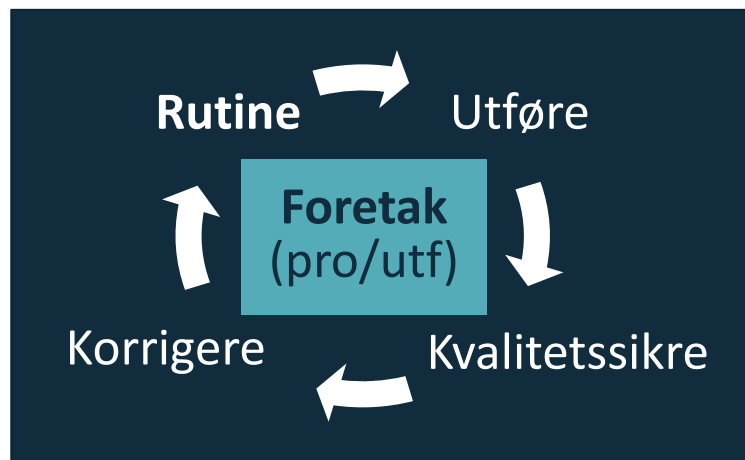 Rutine
Utføre
Foretak
(pro/utf)
Korrigere
Kvalitetssikre